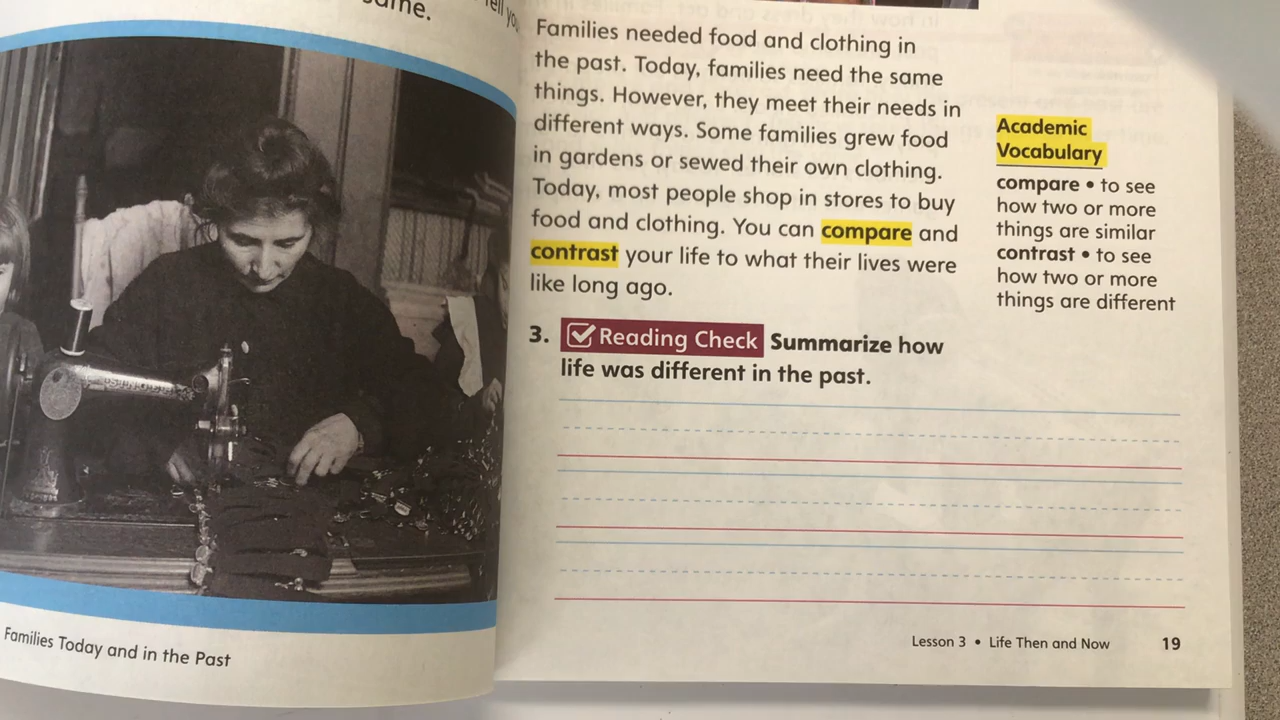 same.
tell
Families Today and in the Past
Families needed food and clothing in
the past. Today, families need the same
things. However, they meet their needs in
different ways. Some families grew food
in gardens or sewed their own clothing.
Today, most people shop in stores to buy
food and clothing. You can compare and
contrast your life to what their lives were
like long ago.
3. Reading Check Summarize how
life was different in the past.
Academic
Vocabulary
compare • to see
how two or more
things are similar
contrast • to see
how two or more
things are different
Lesson 3 • Life Then and Now 19